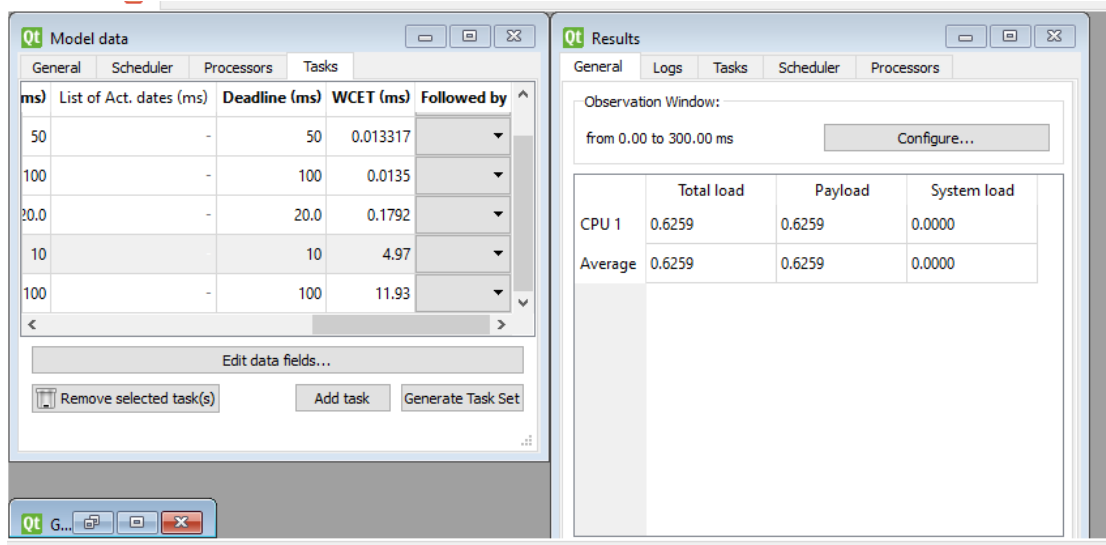 Qt Model data
General Scheduler Processors Tasks
ms) List of Act. dates (ms) Deadline (ms) WCET (ms) Followed by
50 - 50 0.013317
100 - 100 0.0135
20.0 - 20.0 0.1792
10 10 4.97
100 - 100 11.93
Edit data fields...
Remove selected task(s) Add task Generate Task Set
Qt G...
Qt Results
General Logs Tasks Scheduler Processors
Observation Window:
from 0.00 to 300.00 ms Configure...
Total load Payload System load
CPU 1 0.6259 0.6259 0.0000
Average 0.6259 0.6259 0.0000